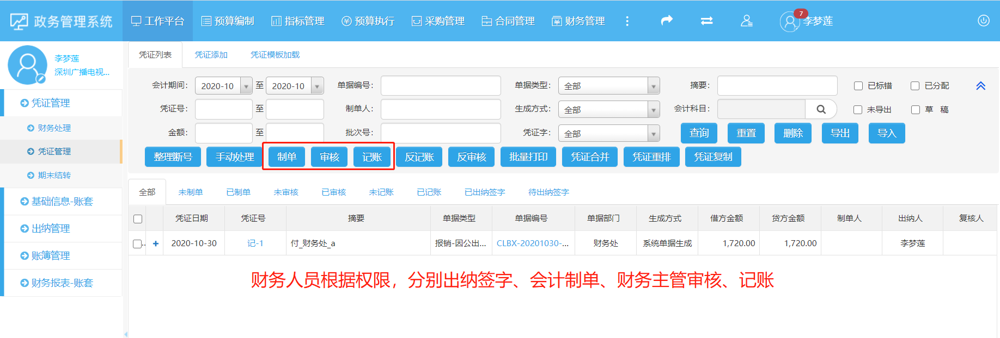 政务管理系统 工作平台 预算编制 指标管理 预算执行 采购管理 合同管理 财务管理 7 李梦莲
李梦莲
深圳广播电视...
凭证管理
财务处理
凭证管理
期末结转
基础信息-账套
出纳管理
账簿管理
财务报表-账套
凭证列表 凭证添加 凭证模板加载
会计期间: 2020-10 至 2020-10 单据编号: 单据类型: 全部 摘要: 已标错 已分配
凭证号: 至 制单人: 生成方式: 全部 会计科目: 未导出 草 稿
金额: 至 批次号: 凭证字: 全部 查询 重置 删除 导出 导入
整理断号 手动处理 制单 审核 记账 反记账 反审核 批量打印 凭证合并 凭证重排 凭证复制
全部 未制单 已制单 未审核 已审核 未记账 已记账 已出纳签字 待出纳签字
凭证日期 凭证号 摘要 单据类型 单据编号 单据部门 生成方式 借方金额 贷方金额 制单人 出纳人 复核人
.. + 2020-10-30 记-1 付_财务处_a 报销-因公出... CLBX-20201030-... 财务处 系统单据生成 1,720.00 1,720.00 李梦莲
财务人员根据权限，分别出纳签字、会计制单、财务主管审核、记账